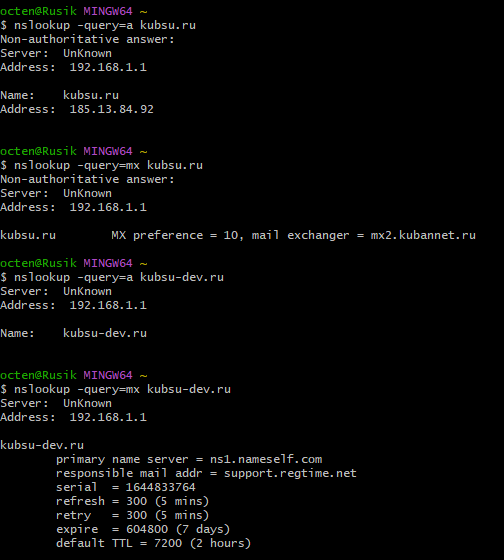 octen@Rusik MINGW64 ~
$ nslookup -query=a kubsu.ru
Non-authoritative answer:
Server:  UnKnown
Address:  192.168.1.1

Name:    kubsu.ru
Address:  185.13.84.92


octen@Rusik MINGW64 ~
$ nslookup -query=mx kubsu.ru
Non-authoritative answer:
Server:  UnKnown
Address:  192.168.1.1

kubsu.ru        MX preference = 10, mail exchanger = mx2.kubannet.ru

octen@Rusik MINGW64 ~
$ nslookup -query=a kubsu-dev.ru
Server:  UnKnown
Address:  192.168.1.1

Name:    kubsu-dev.ru


octen@Rusik MINGW64 ~
$ nslookup -query=mx kubsu-dev.ru
Server:  UnKnown
Address:  192.168.1.1

kubsu-dev.ru
        primary name server = ns1.nameself.com
        responsible mail addr = support.regtime.net
        serial  = 1644833764
        refresh = 300 (5 mins)
        retry   = 300 (5 mins)
        expire  = 604800 (7 days)
        default TTL = 7200 (2 hours)